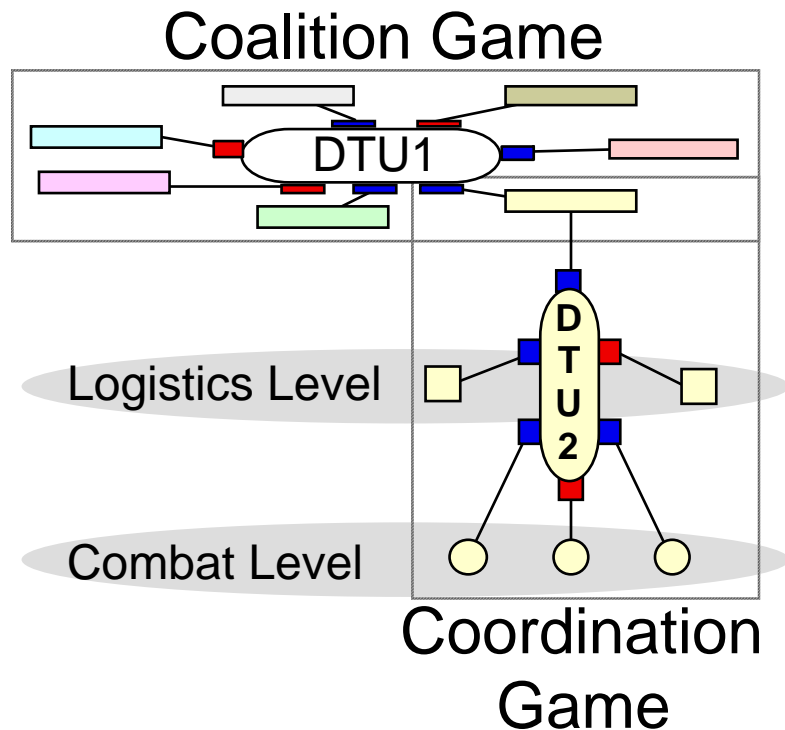 Coalition Game
DTU1
D
T
U
2
Logistics Level
Combat Level
Coordination
Game